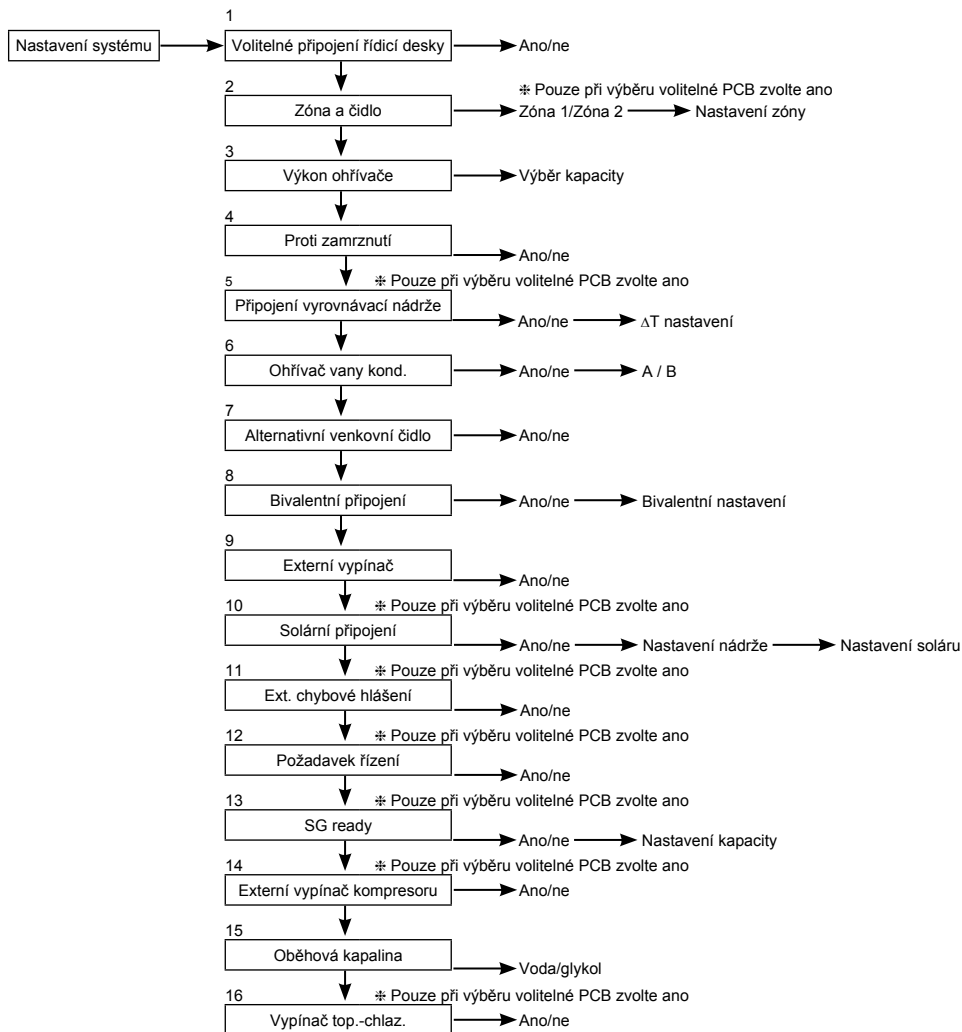 1
Nastavení systému
Volitelné připojení řídicí desky
Ano/ne
2
⁜ Pouze při výběru volitelné PCB zvolte ano
Zóna a čidlo
Zóna 1/Zóna 2
Nastavení zóny
3
Výkon ohřívače
Výběr kapacity
4
Proti zamrznutí
Ano/ne
5
⁜ Pouze při výběru volitelné PCB zvolte ano
Připojení vyrovnávací nádrže
Ano/ne
∆T nastavení
6
Ohřívač vany kond.
Ano/ne
A / B
7
Alternativní venkovní čidlo
Ano/ne
8
Bivalentní připojení
Ano/ne
Bivalentní nastavení
9
Externí vypínač
Ano/ne
10
⁜ Pouze při výběru volitelné PCB zvolte ano
Solární připojení
Ano/ne
Nastavení nádrže
Nastavení soláru
11
⁜ Pouze při výběru volitelné PCB zvolte ano
Ext. chybové hlášení
Ano/ne
12
⁜ Pouze při výběru volitelné PCB zvolte ano
Požadavek řízení
Ano/ne
13
⁜ Pouze při výběru volitelné PCB zvolte ano
SG ready
Ano/ne
Nastavení kapacity
14
⁜ Pouze při výběru volitelné PCB zvolte ano
Externí vypínač kompresoru
Ano/ne
15
Oběhová kapalina
Voda/glykol
16
⁜ Pouze při výběru volitelné PCB zvolte ano
Vypínač top.-chlaz.
Ano/ne